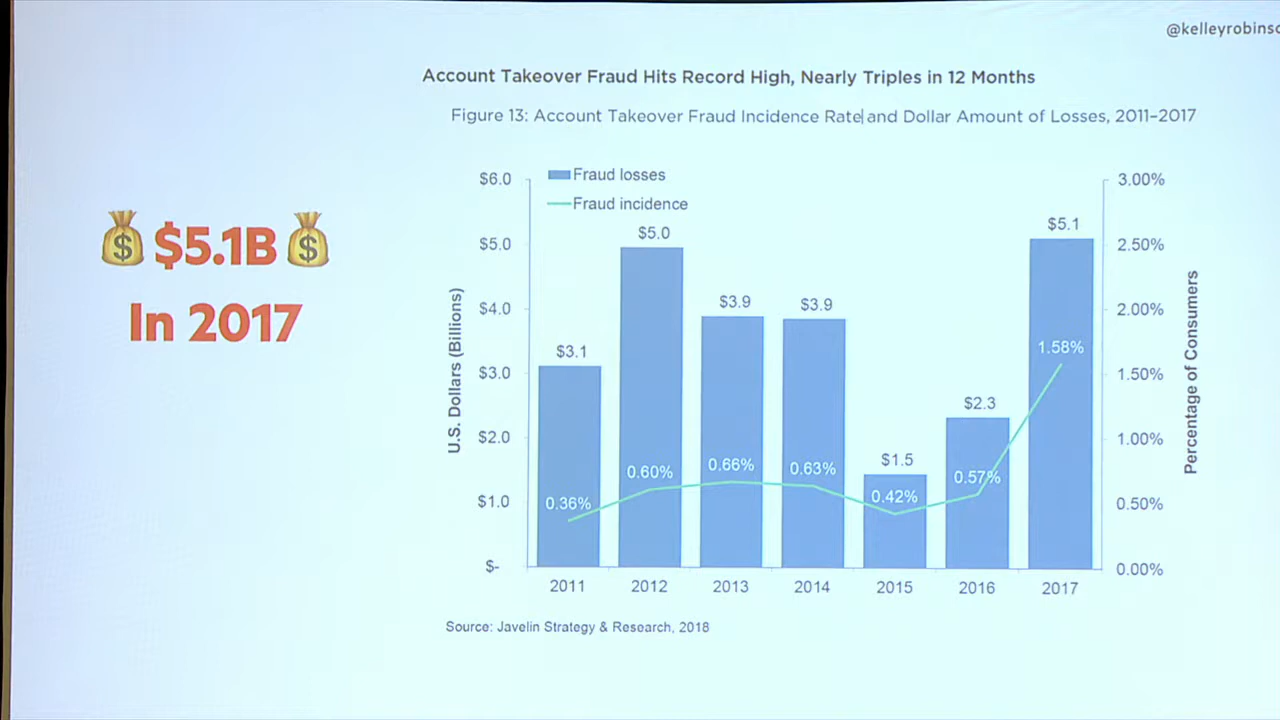 @kelleyrobins
Account Takeover Fraud Hits Record High, Nearly Triples in 12 Months
Figure 13: Account Takeover Fraud Incidence Rate and Dollar Amount of Losses, 2011–2017
$5.1B
In 2017
Fraud losses
Fraud incidence
U.S. Dollars (Billions)
$6.0
$5.0
$4.0
$3.0
$2.0
$1.0
$-
$3.1
$5.0
$3.9
$3.9
$1.5
$2.3
$5.1
0.36%
0.60%
0.66%
0.63%
0.42%
0.57%
1.58%
3.00%
2.50%
2.00%
1.50%
1.00%
0.50%
0.00%
Percentage of Consumers
2011 2012 2013 2014 2015 2016 2017
Source: Javelin Strategy & Research, 2018